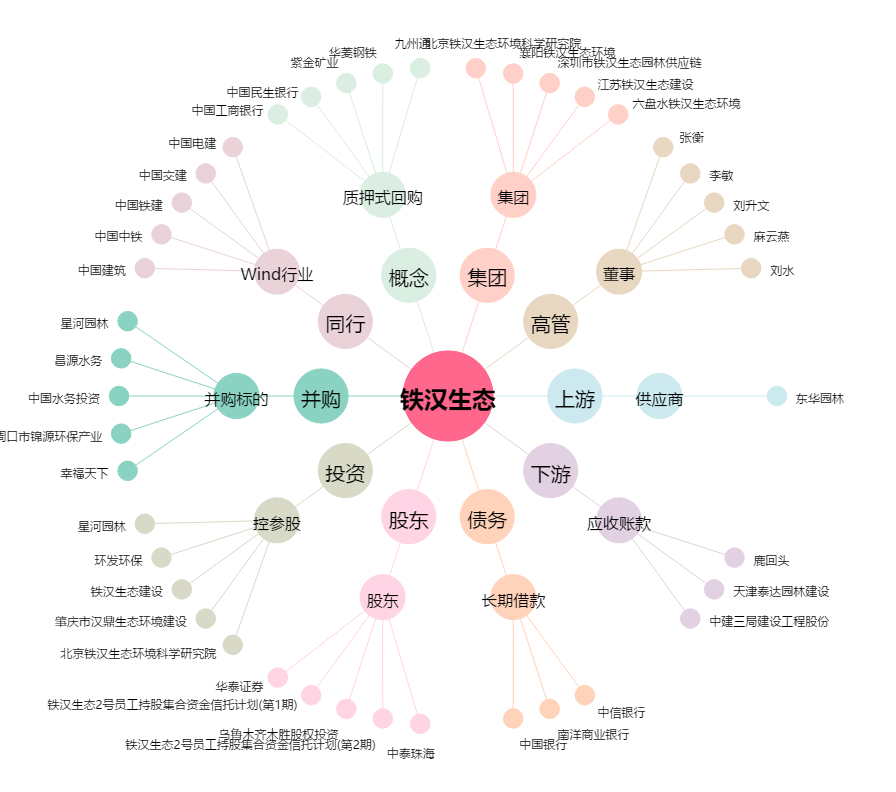 铁汉生态
概念
质押式回购
中国工商银行
中国民生银行
紫金矿业
华菱钢铁
九州通
集团
集团
北京铁汉生态环境科学研究院
襄阳铁汉生态环境
深圳市铁汉生态园林供应链
江苏铁汉生态建设
六盘水铁汉生态环境
高管
董事
张衡
李敏
刘升文
麻云燕
刘水
上游
供应商
东华园林
下游
应收账款
鹿回头
天津泰达园林建设
中建三局建设工程股份
债务
长期借款
中信银行
南洋商业银行
中国银行
股东
股东
中泰珠海
铁汉生态2号员工持股集合资金信托计划(第2期)
乌鲁木齐木胜股权投资
铁汉生态2号员工持股集合资金信托计划(第1期)
华泰证券
投资
控参股
北京铁汉生态环境科学研究院
肇庆市汉鼎生态环境建设
铁汉生态建设
环发环保
星河园林
并购
并购标的
幸福天下
周口市锦源环保产业
中国水务投资
昌源水务
星河园林
同行
Wind行业
中国建筑
中国中铁
中国铁建
中国交建
中国电建